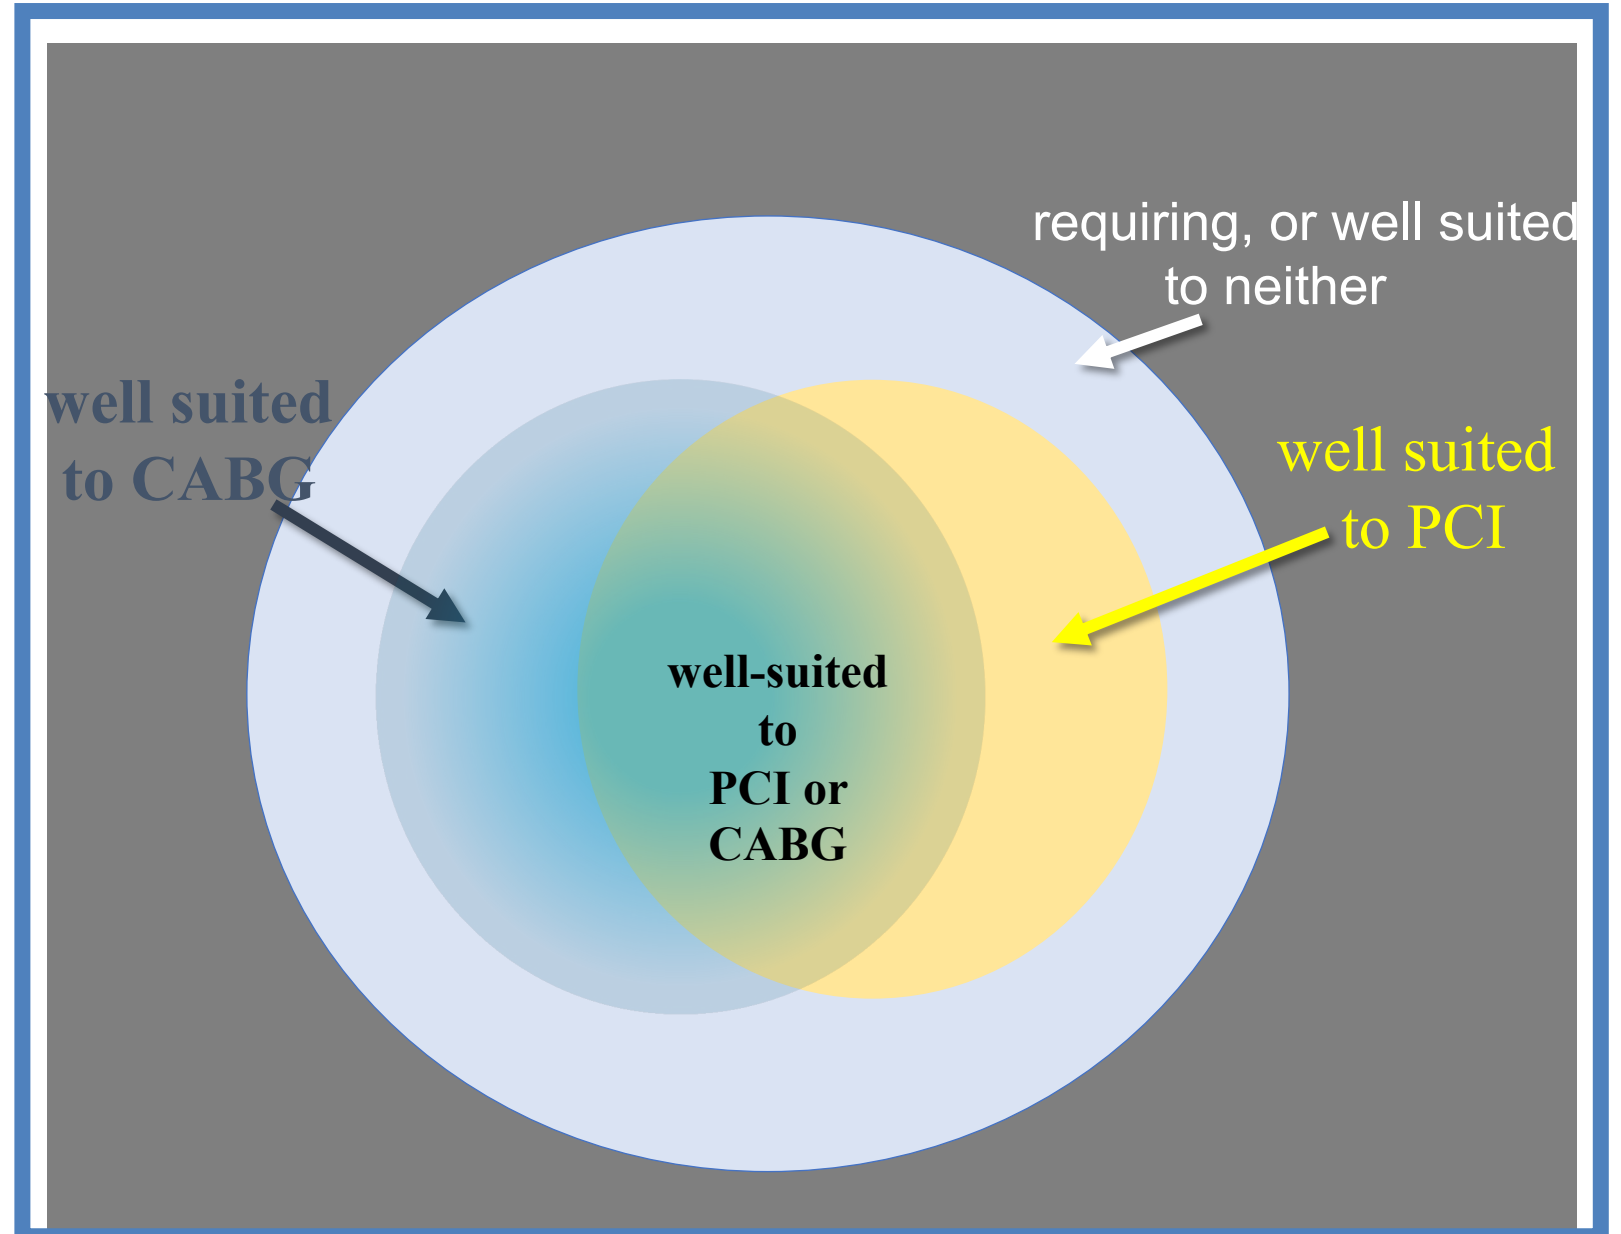 requiring, or well suited
to neither
well suited
to CABG
well suited
to PCI
well-suited
to
PCI or
CABG